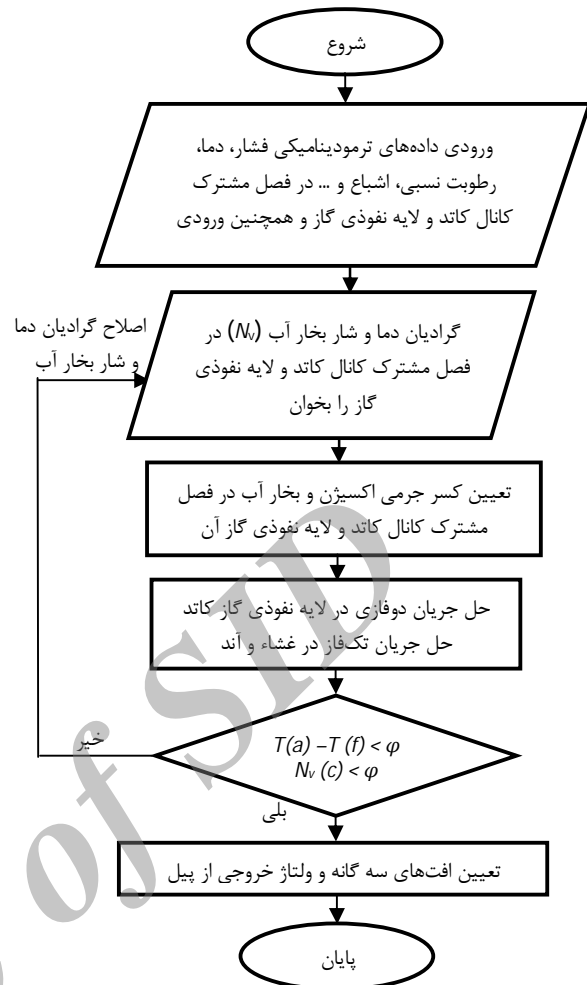 شروع
ورودی داده‌های ترمودینامیکی فشار، دما،
رطوبت نسبی، اشباع و ... در فصل مشترک
کانال کاتد و لایه نفوذی گاز و همچنین ورودی
اصلاح گرادیان دما
و شار بخار آب
گرادیان دما و شار بخار آب (Nv) در
فصل مشترک کانال کاتد و لایه نفوذی
گاز را بخوان
تعیین کسر جرمی اکسیژن و بخار آب در فصل
مشترک کانال کاتد و لایه نفوذی گاز آن
حل جریان دوفازی در لایه نفوذی گاز کاتد
حل جریان تک‌فاز در غشاء و آند
خیر
T(a) –T (f) < φ
Nv (c) < φ
بلی
تعیین افت‌های سه گانه و ولتاژ خروجی از پیل
پایان
of SID